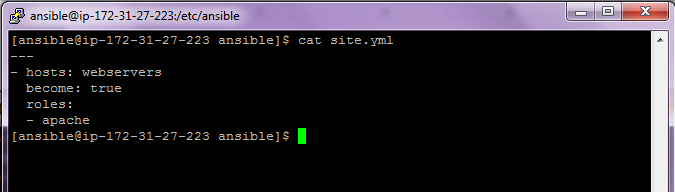 ansible@ip-172-31-27-223:/etc/ansible
[ansible@ip-172-31-27-223 ansible]$ cat site.yml
---
- hosts: webservers
  become: true
  roles:
  - apache
[ansible@ip-172-31-27-223 ansible]$